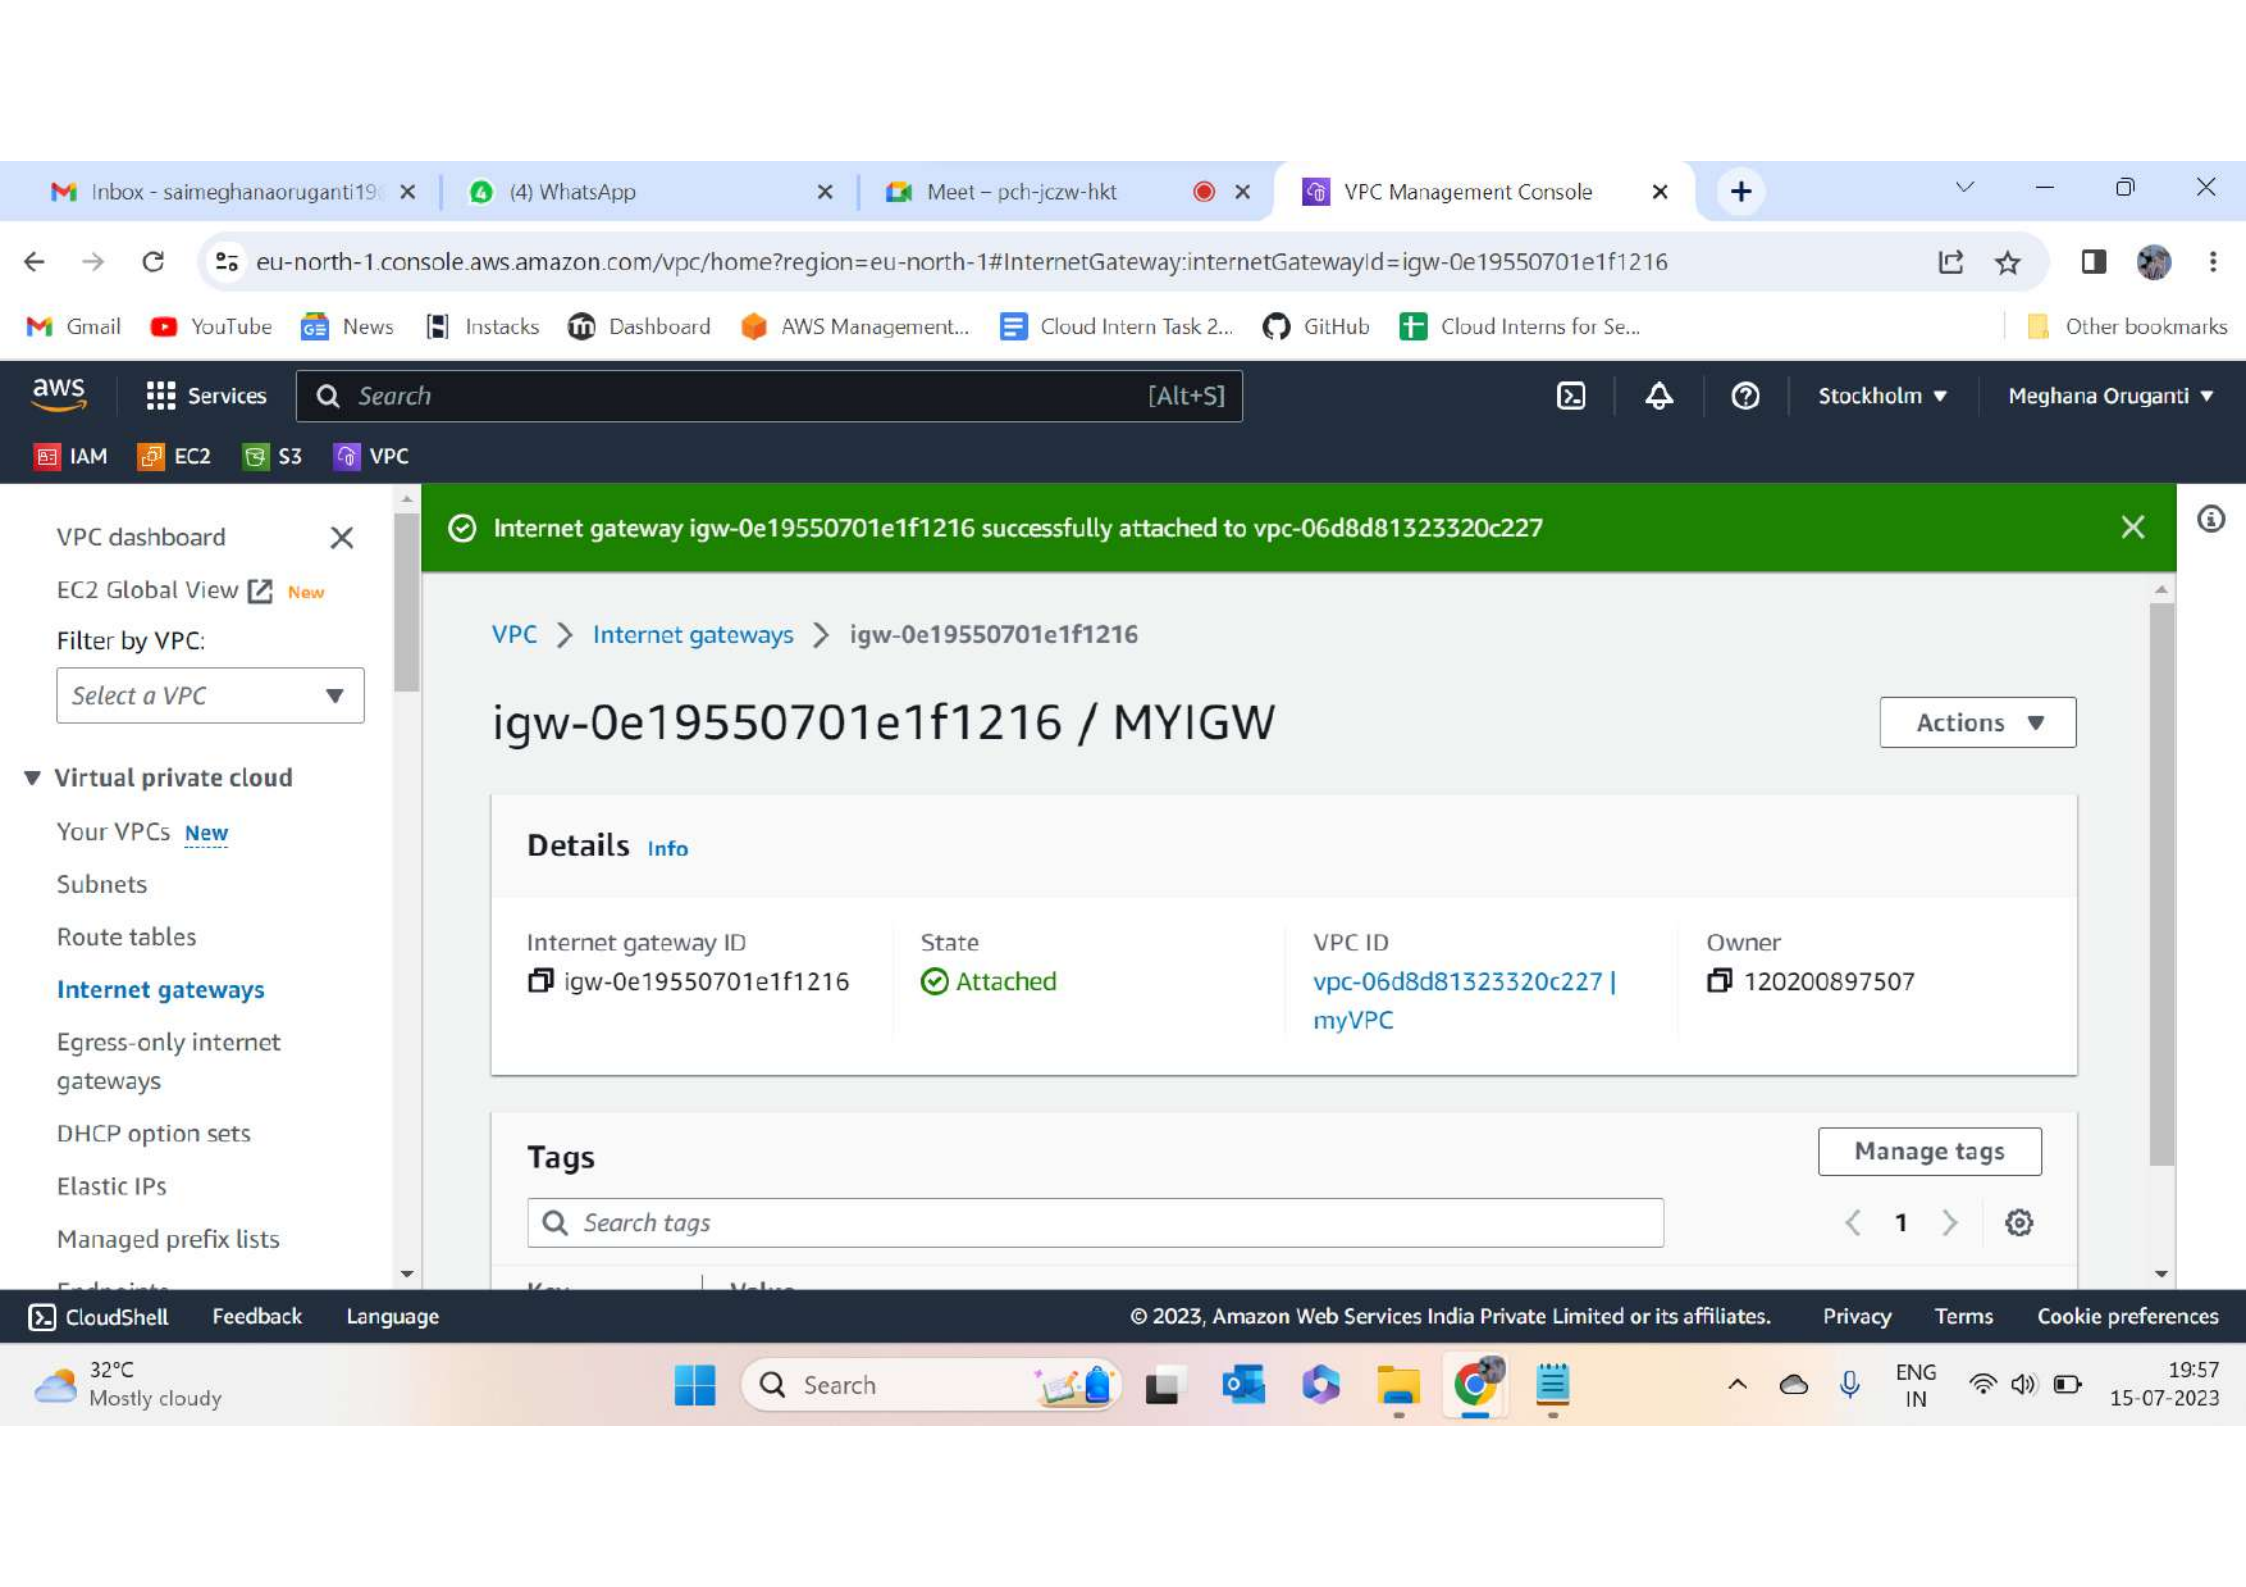 Inbox - saimeghanaoruganti19
(4) WhatsApp
Meet – pch-jczw-hkt
VPC Management Console
eu-north-1.console.aws.amazon.com/vpc/home?region=eu-north-1#InternetGateway:internetGatewayId=igw-0e19550701e1f1216
Gmail
YouTube
GE News
Instacks
Dashboard
AWS Management...
Cloud Intern Task 2...
GitHub
Cloud Interns for Se...
Other bookmarks
aws
Services
Search [Alt+S]
Stockholm ▼
Meghana Oruganti ▼
IAM
EC2
S3
VPC
VPC dashboard
EC2 Global View New
Filter by VPC:
Select a VPC
Virtual private cloud
Your VPCs New
Subnets
Route tables
Internet gateways
Egress-only internet
gateways
DHCP option sets
Elastic IPs
Managed prefix lists
Endpoints
Internet gateway igw-0e19550701e1f1216 successfully attached to vpc-06d8d81323320c227
VPC > Internet gateways > igw-0e19550701e1f1216
igw-0e19550701e1f1216 / MYIGW
Actions ▼
Details Info
Internet gateway ID
igw-0e19550701e1f1216
State
Attached
VPC ID
vpc-06d8d81323320c227 |
myVPC
Owner
120200897507
Tags
Manage tags
Search tags
< 1 >
Key
Value
CloudShell
Feedback
Language
© 2023, Amazon Web Services India Private Limited or its affiliates.
Privacy
Terms
Cookie preferences
32°C
Mostly cloudy
Search
ENG
IN
19:57
15-07-2023